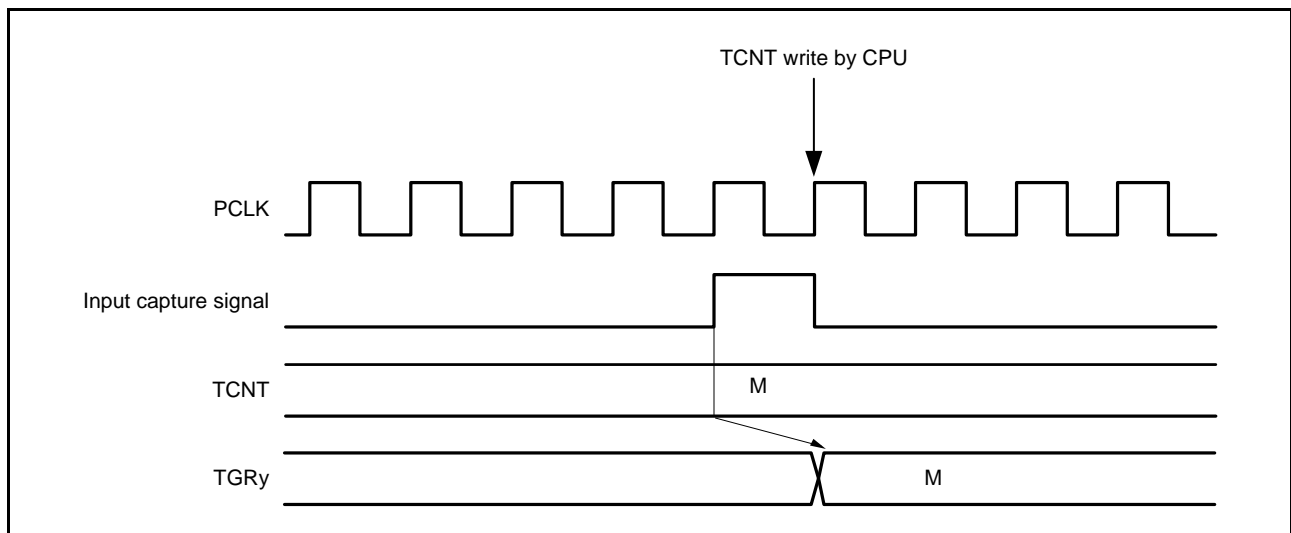 TCNT write by CPU
PCLK
Input capture signal
TCNT
M
TGRy
M